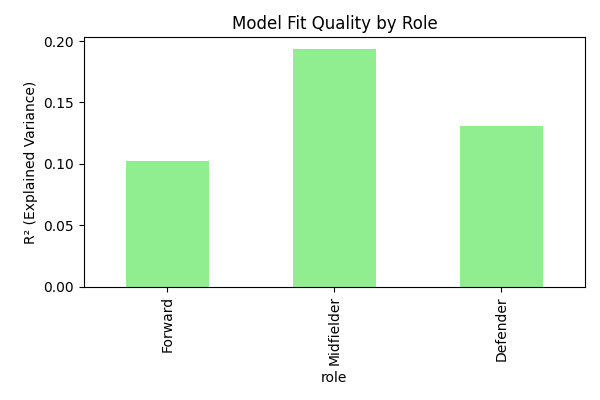 Model Fit Quality by Role
R² (Explained Variance)
0.20
0.15
0.10
0.05
0.00
Forward
Midfielder
Defender
role